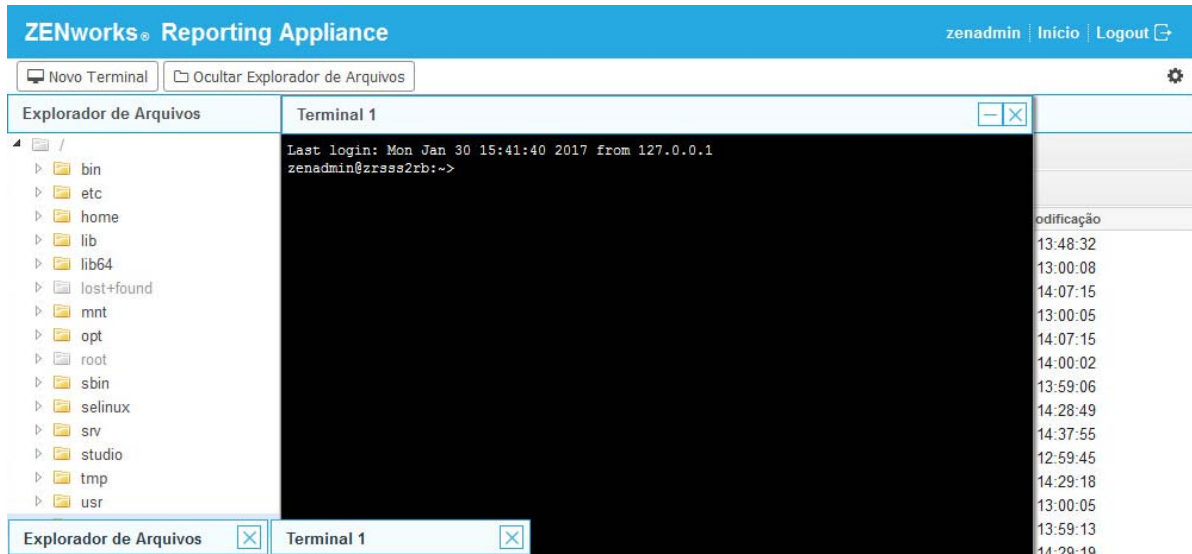 ZENworks® Reporting Appliance
zenadmin Início Logout
Novo Terminal Ocultar Explorador de Arquivos
Explorador de Arquivos
/
bin
etc
home
lib
lib64
lost+found
mnt
opt
root
sbin
selinux
srv
studio
tmp
usr
Terminal 1
Last login: Mon Jan 30 15:41:40 2017 from 127.0.0.1
zenadmin@zrsss2rb:~>
odificação
13:48:32
13:00:08
14:07:15
13:00:05
14:07:15
14:00:02
13:59:06
14:28:49
14:37:55
12:59:45
14:29:18
13:00:05
13:59:13
14:29:19
Explorador de Arquivos
Terminal 1